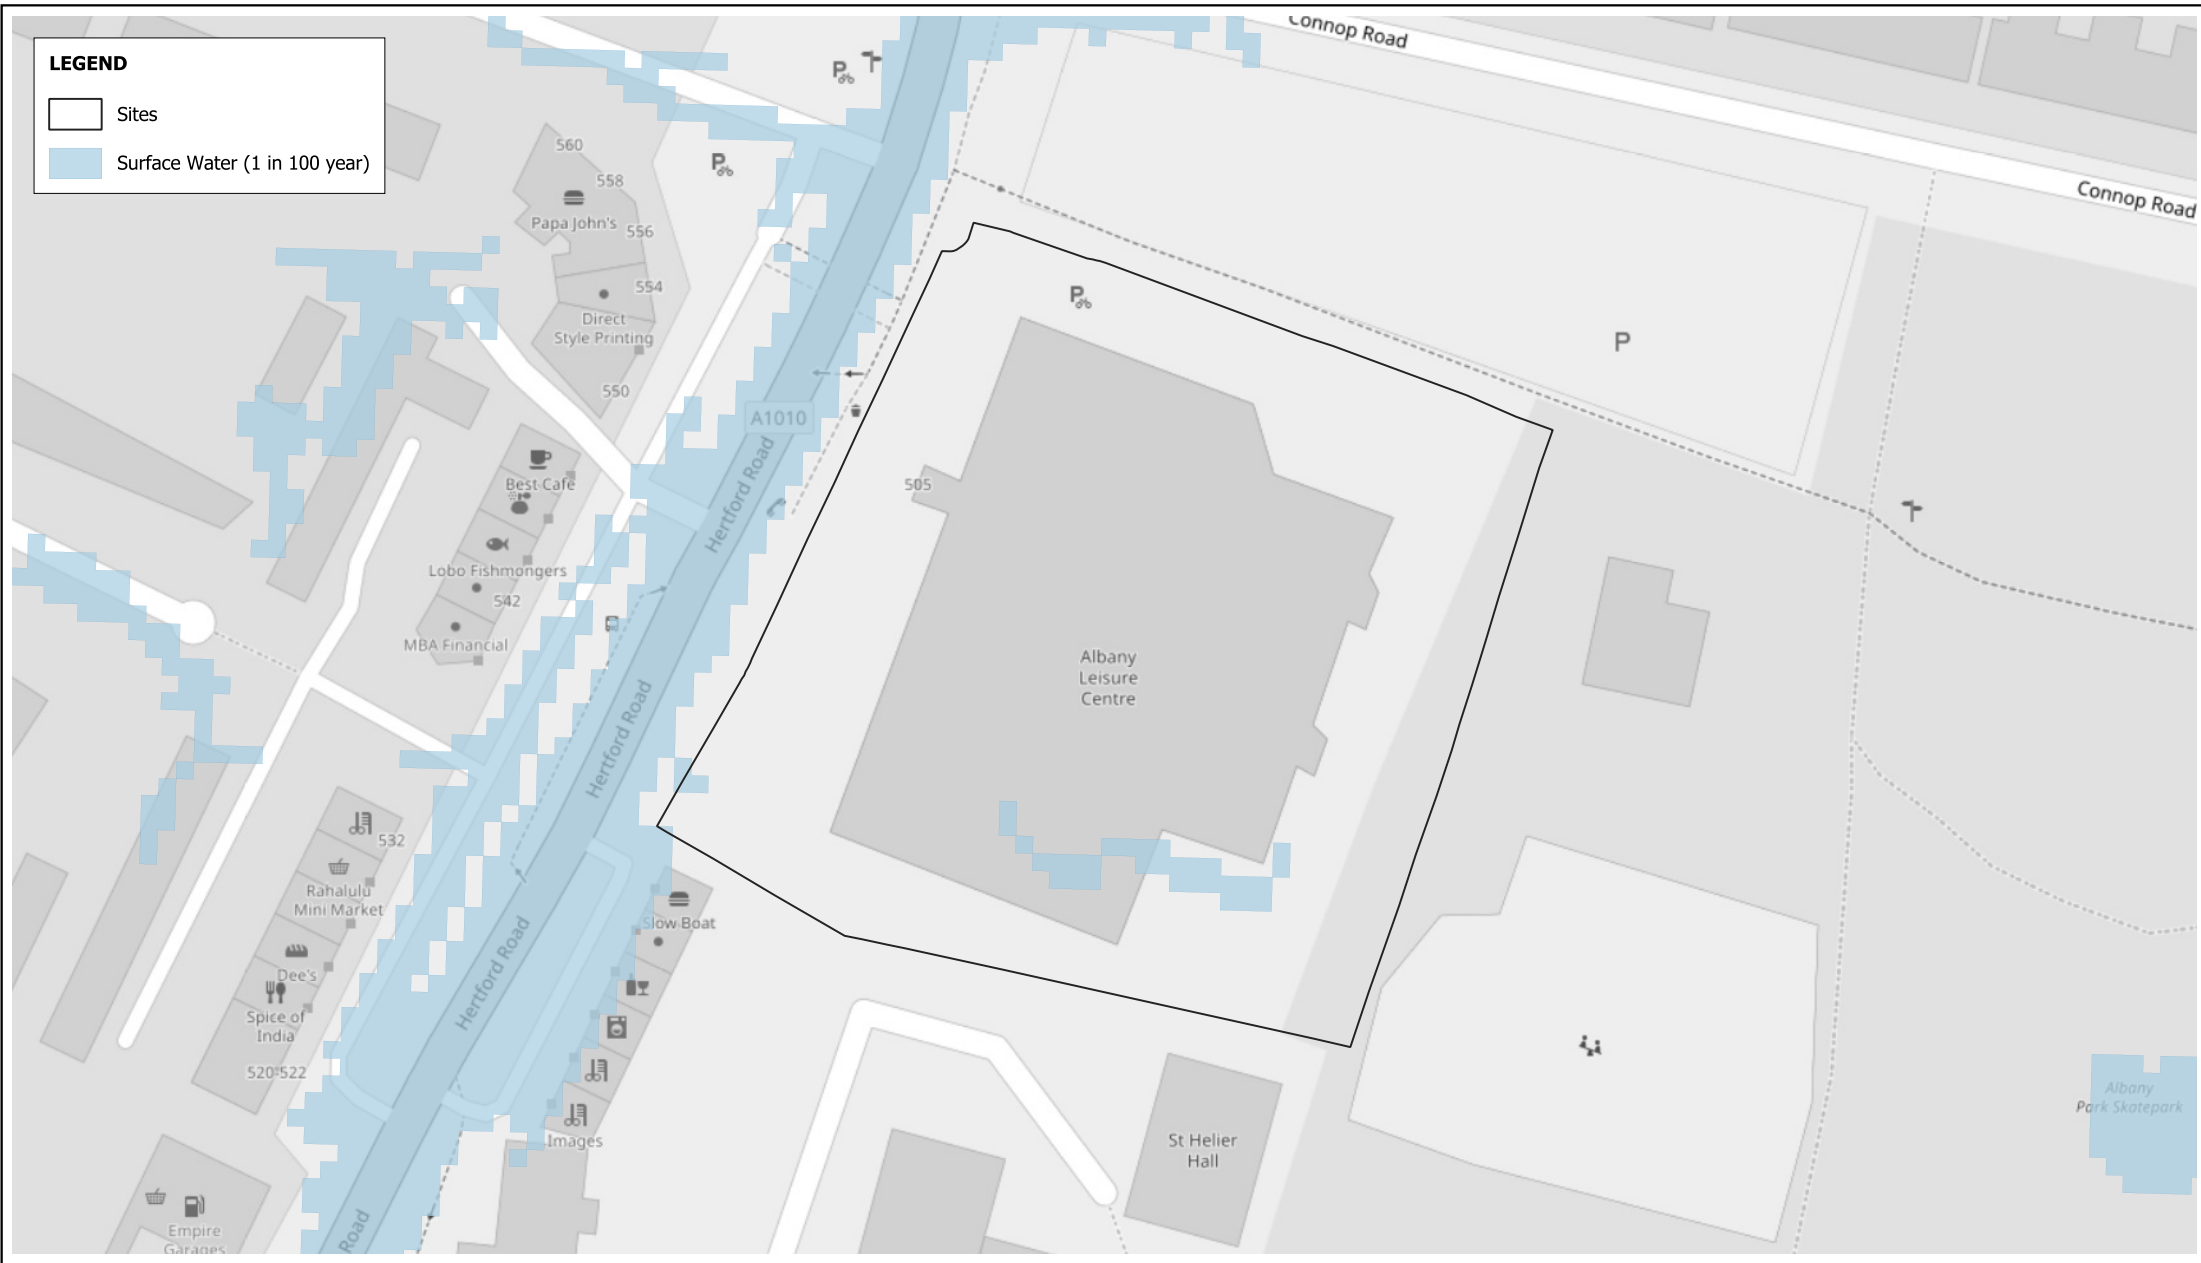 LEGEND
Sites
Surface Water (1 in 100 year)
Connop Road
Connop Road
560
558
Papa John's
556
554
Direct
Style Printing
550
A1010
Hertford Road
Best Cafe
Lobo Fishmongers
542
MBA Financial
505
Albany
Leisure
Centre
P
Hertford Road
532
Rahalulu
Mini Market
Slow Boat
Dee's
Hertford Road
Spice of
India
520-522
Images
St Helier
Hall
Albany
Park Skatepark
Empire
Garages
Road